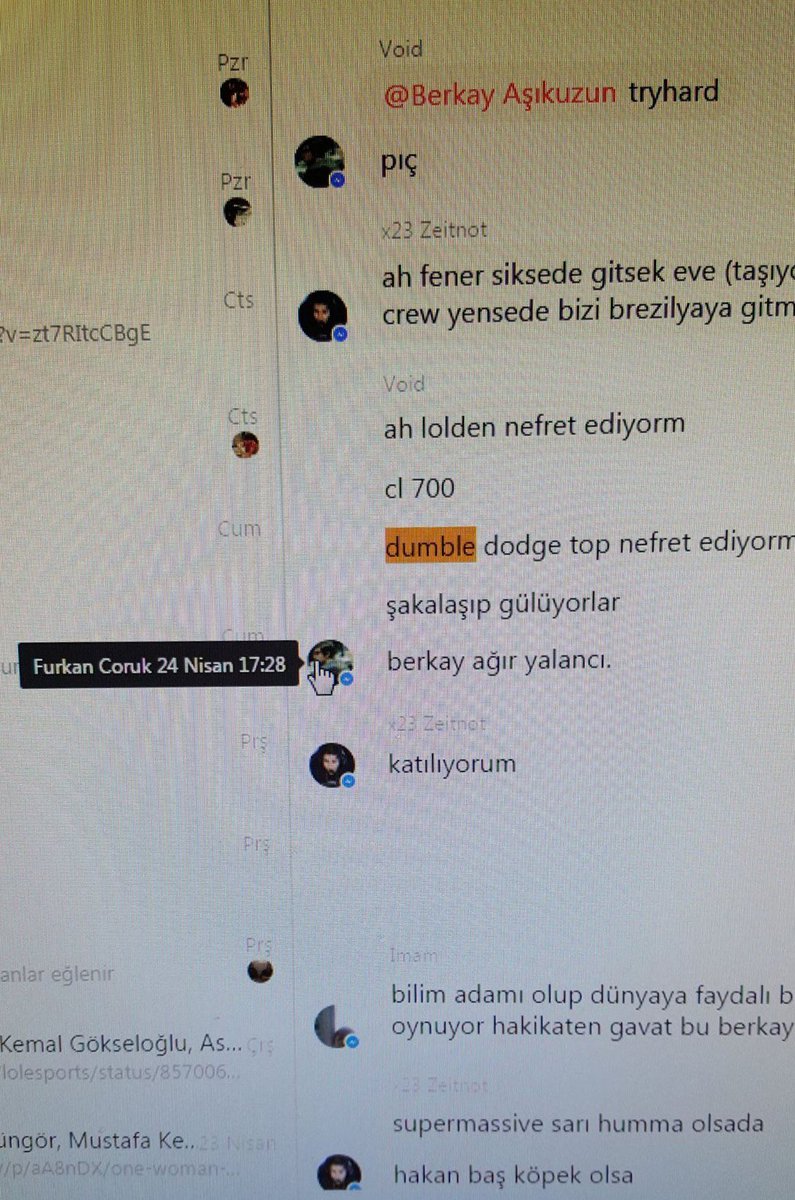 Pzr
Pzr
Cts
?v=zt7RItcCBgE
Cts
Cum
Cum
Furkan Coruk 24 Nisan 17:28
Prş
Prş
Prş
anlar eğlenir
Kemal Gökseloğlu, As... Çrş
/lolesports/status/857006...
üngör, Mustafa Ke... 23 Nisan
//p/aA8nDX/one-woman-...
Void
@Berkay Aşıkuzun tryhard
pıç
x23 Zeitnot
ah fener siksede gitsek eve (taşıyo
crew yensede bizi brezilyaya gitm
Void
ah lolden nefret ediyorm
cl 700
dumble dodge top nefret ediyorm
şakalaşıp gülüyorlar
berkay ağır yalancı.
x23 Zeitnot
katılıyorum
İmam
bilim adamı olup dünyaya faydalı b
oynuyor hakikaten gavat bu berkay
x23 Zeitnot
supermassive sarı humma olsada
hakan baş köpek olsa